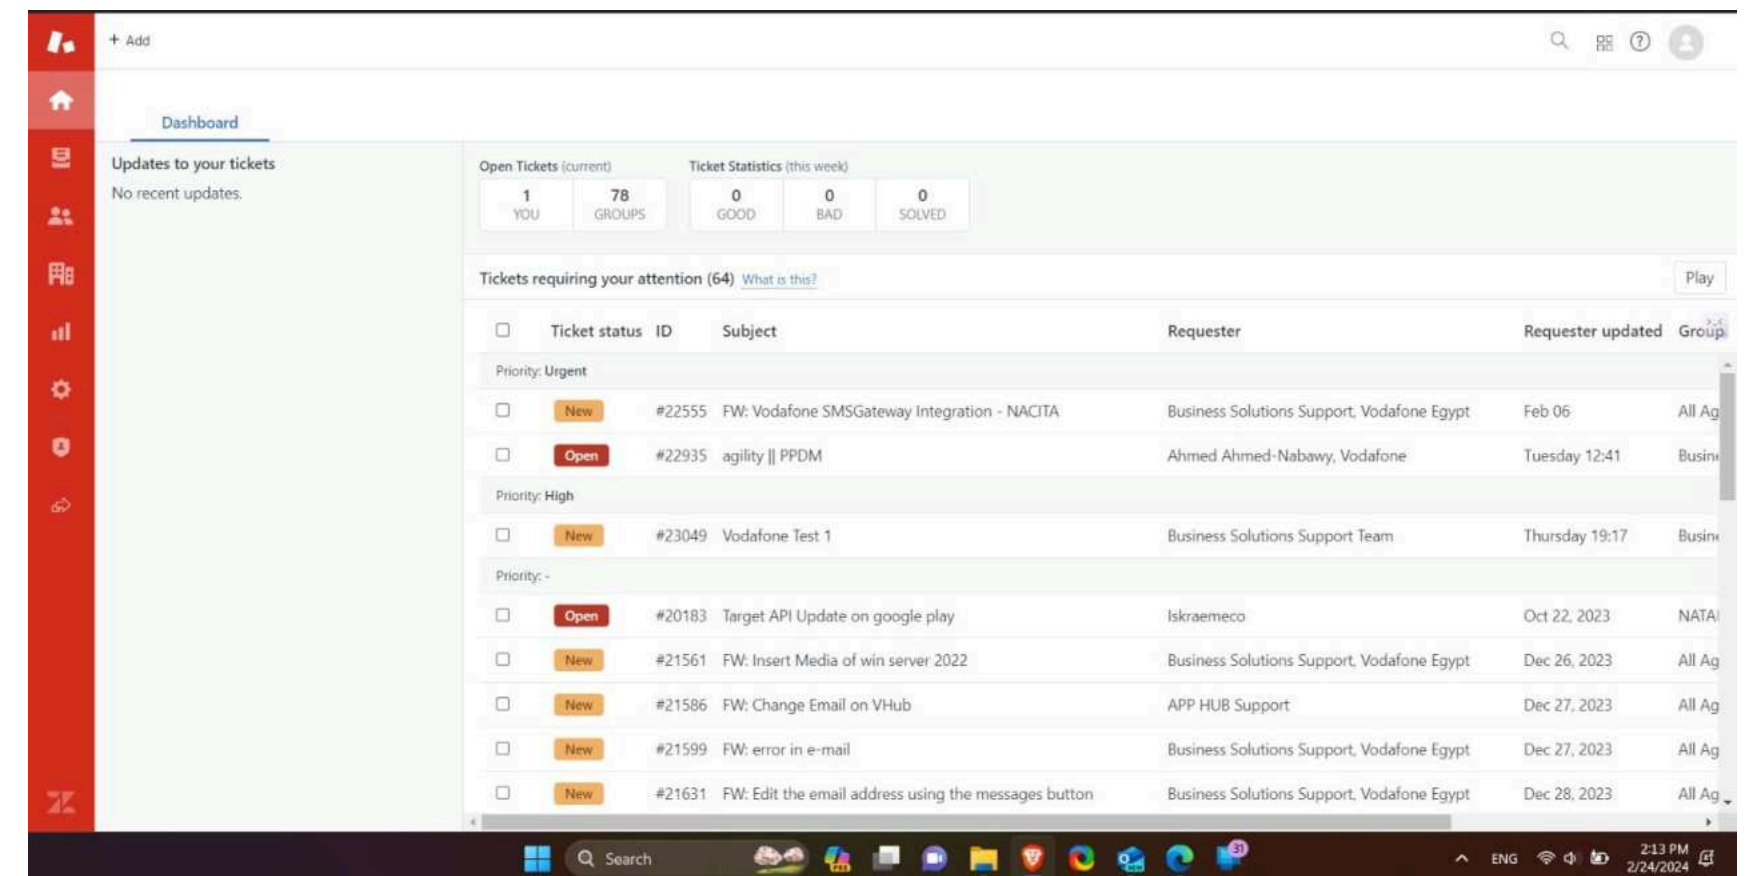 + Add
Dashboard
Updates to your tickets
No recent updates.
Open Tickets (current)
Ticket Statistics (this week)
1 78 0 0 0
YOU GROUPS GOOD BAD SOLVED
Tickets requiring your attention (64) What is this?
Play
Ticket status ID Subject Requester Requester updated Group
Priority: Urgent
New #22555 FW: Vodafone SMSGateway Integration - NACITA Business Solutions Support, Vodafone Egypt Feb 06 All Ag
Open #22935 agility || PPDM Ahmed Ahmed-Nabawy, Vodafone Tuesday 12:41 Busin
Priority: High
New #23049 Vodafone Test 1 Business Solutions Support Team Thursday 19:17 Busin
Priority: -
Open #20183 Target API Update on google play Iskraemeco Oct 22, 2023 NATA
New #21561 FW: Insert Media of win server 2022 Business Solutions Support, Vodafone Egypt Dec 26, 2023 All Ag
New #21586 FW: Change Email on VHub APP HUB Support Dec 27, 2023 All Ag
New #21599 FW: error in e-mail Business Solutions Support, Vodafone Egypt Dec 27, 2023 All Ag
New #21631 FW: Edit the email address using the messages button Business Solutions Support, Vodafone Egypt Dec 28, 2023 All Ag
Search
31
ENG
2:13 PM
2/24/2024